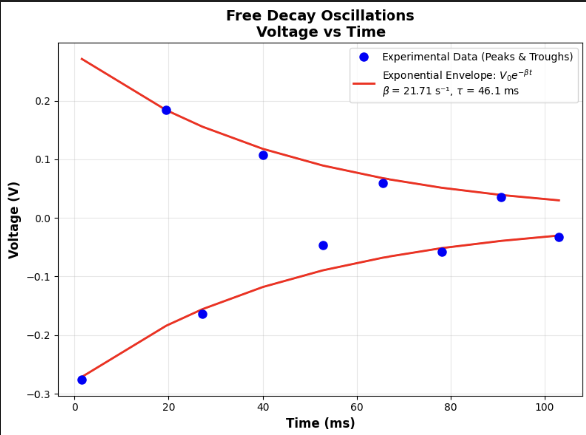 Free Decay Oscillations
Voltage vs Time
Experimental Data (Peaks & Troughs)
Exponential Envelope: V₀e⁻ᵝᵗ
β = 21.71 s⁻¹, τ = 46.1 ms
Voltage (V)
0.2
0.1
0.0
−0.1
−0.2
−0.3
0 20 40 60 80 100
Time (ms)